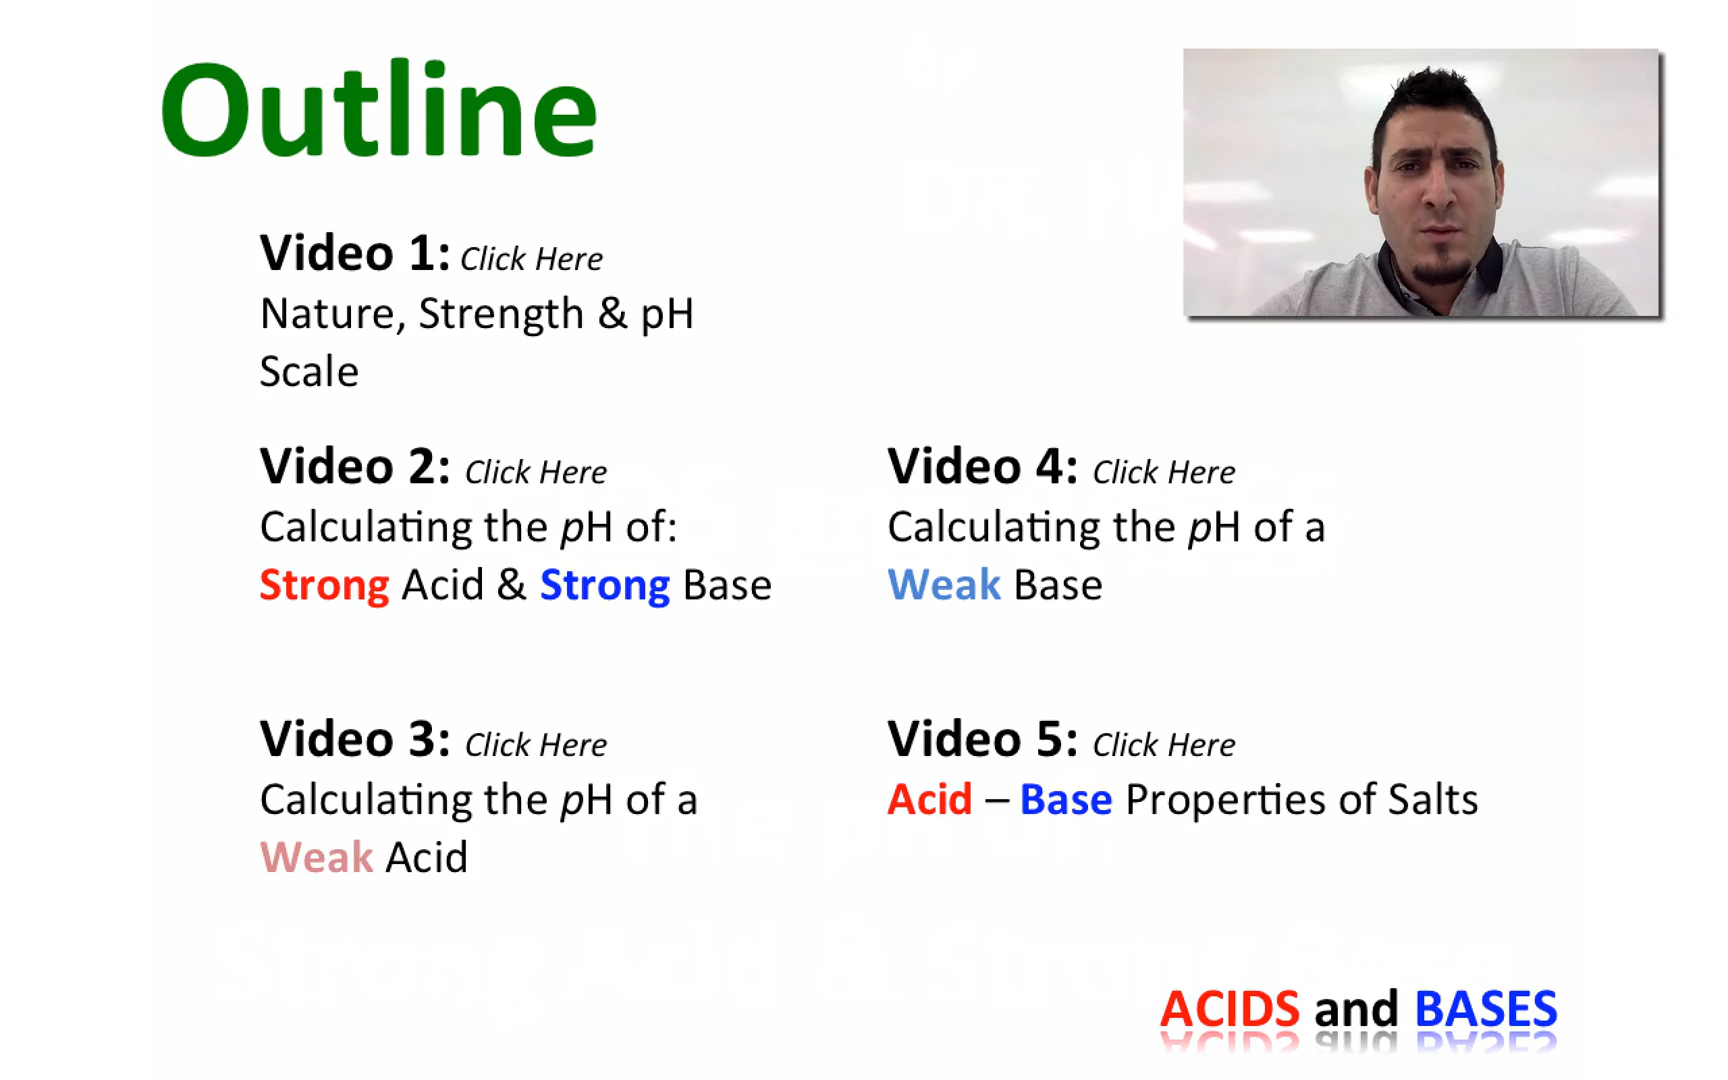 Outline
Video 1: Click Here
Nature, Strength & pH
Scale
Video 2: Click Here
Calculating the pH of:
Strong Acid & Strong Base
Video 3: Click Here
Calculating the pH of a
Weak Acid
Video 4: Click Here
Calculating the pH of a
Weak Base
Video 5: Click Here
Acid – Base Properties of Salts
ACIDS and BASES